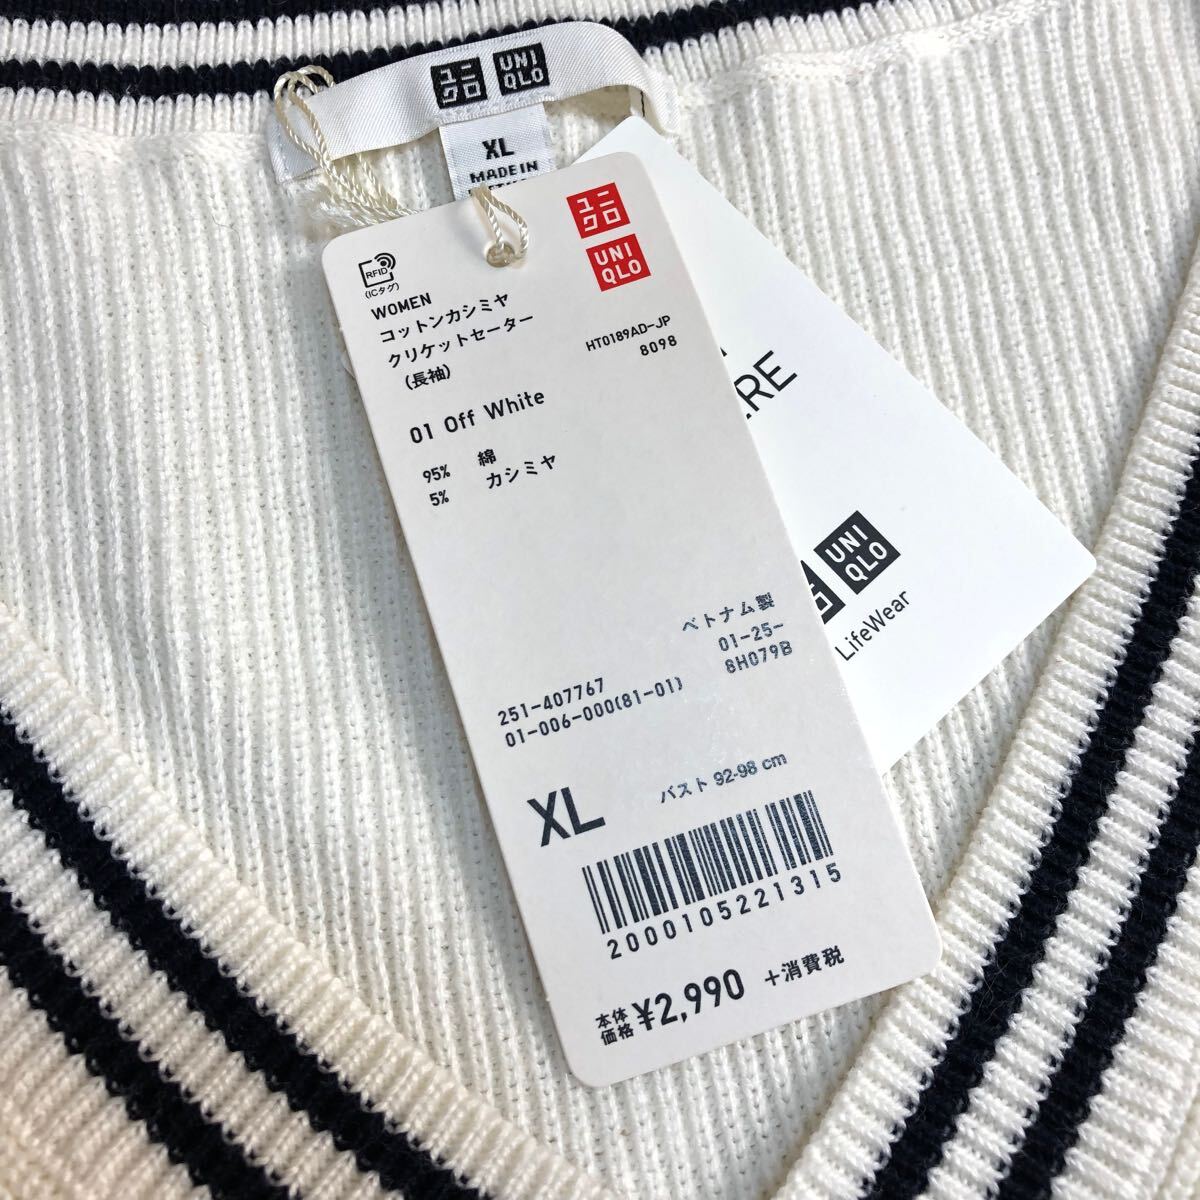 ユニ
クロ
UNI
QLO
XL
MADE IN
ユニ
クロ
UNI
QLO
RFID
(ICタグ)
WOMEN
コットンカシミヤ
クリケットセーター
(長袖)
HT0189AD-JP
8098
01 Off White
95% 綿
5% カシミヤ
ベトナム製
01-25-
8H079B
251-407767
01-006-000(81-01)
XL バスト 92-98 cm
2000105221315
本体
価格 ¥2,990 +消費税
UNI
QLO
LifeWear